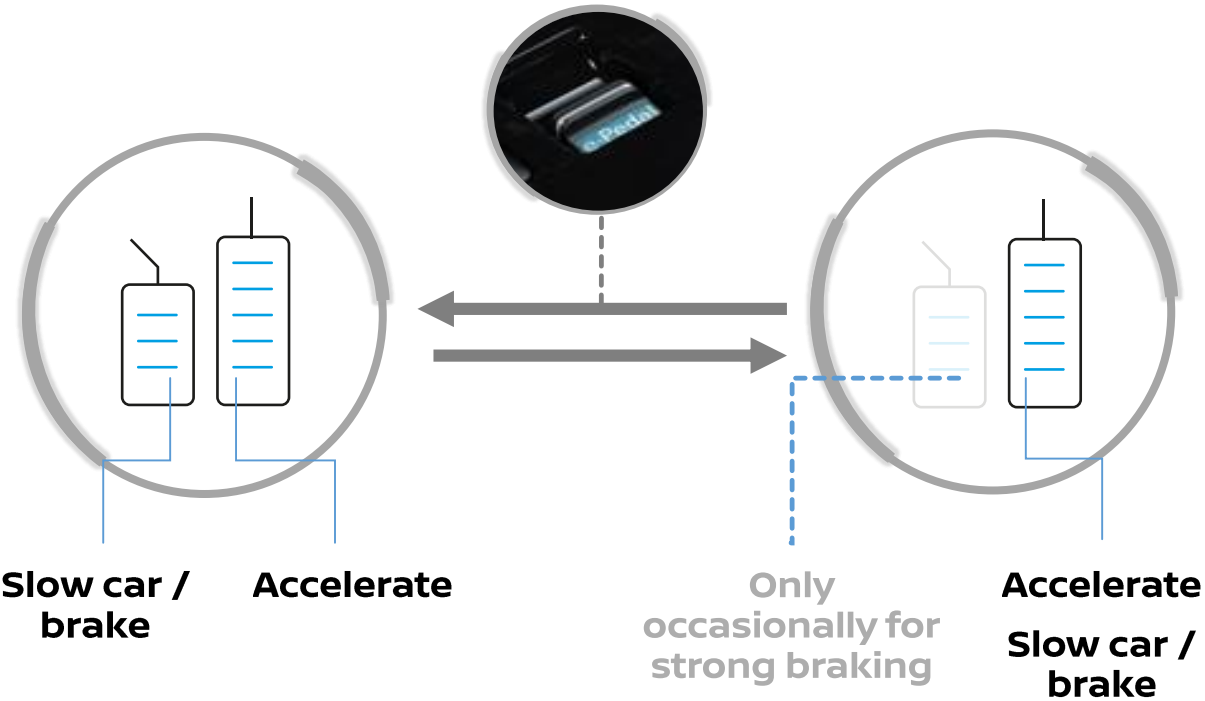 e-Pedal
Slow car /
brake
Accelerate
Only
occasionally for
strong braking
Accelerate
Slow car /
brake